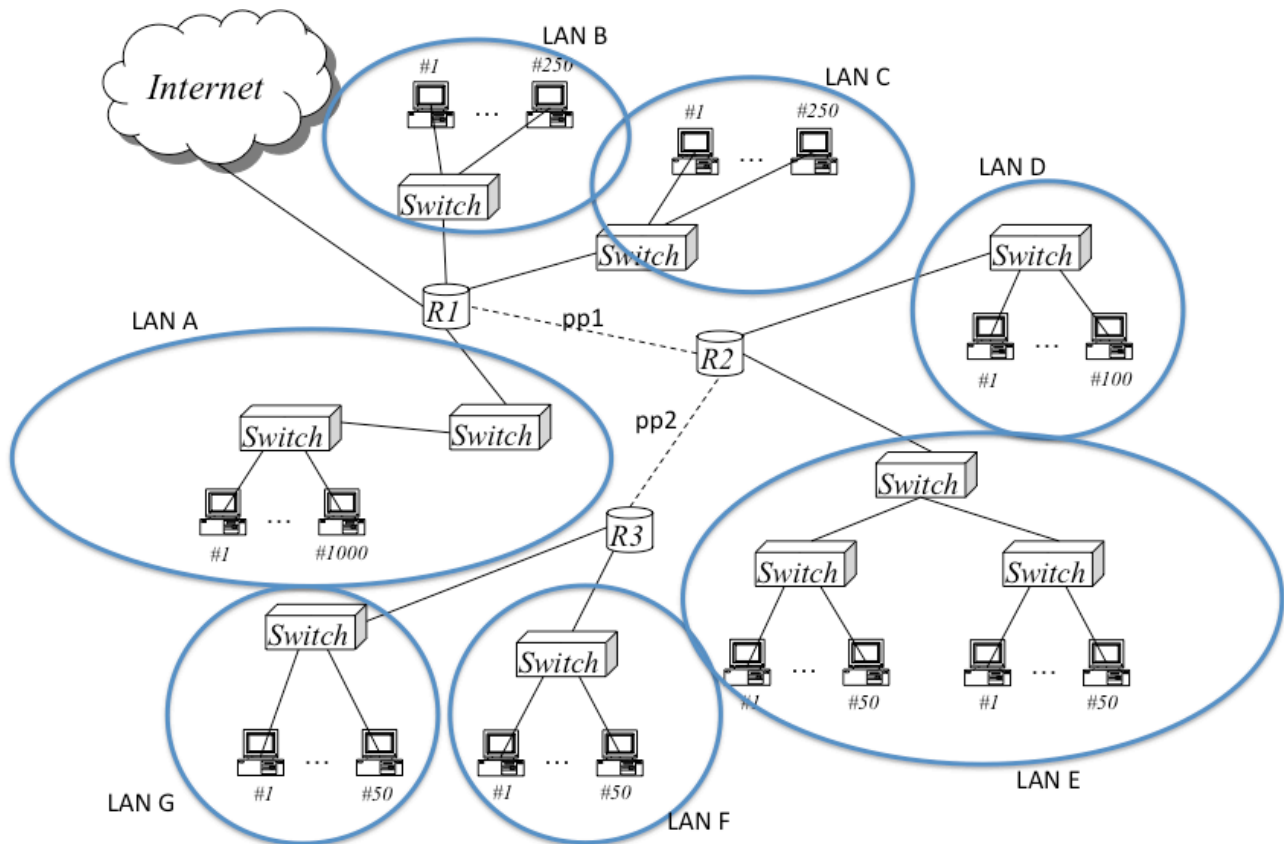 LAN B
#1 ... #250
Internet
LAN C
#1 ... #250
Switch
LAN D
Switch
Switch
R1
LAN A
pp1
R2
#1 ... #100
Switch
Switch
pp2
Switch
#1 ... #1000
R3
Switch
Switch
Switch
Switch
#1 ... #50
#1 ... #50
#1 ... #50
#1 ... #50
LAN G
LAN F
LAN E